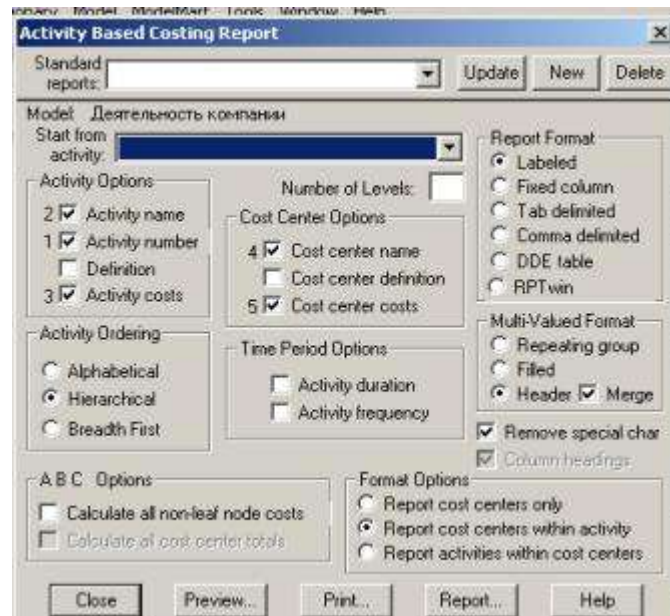 Model ModelMart Tools Window Help
Activity Based Costing Report
Standard reports:
Update New Delete
Model: Деятельность компании
Start from activity:
Number of Levels:
Activity Options
2 Activity name
1 Activity number
Definition
3 Activity costs
Cost Center Options
4 Cost center name
Cost center definition
5 Cost center costs
Report Format
Labeled
Fixed column
Tab delimited
Comma delimited
DDE table
RPTwin
Activity Ordering
Alphabetical
Hierarchical
Breadth First
Time Period Options
Activity duration
Activity frequency
Multi-Valued Format
Repeating group
Filled
Header Merge
Remove special char
Column headings
A B C Options
Calculate all non-leaf node costs
Calculate all cost center totals
Format Options
Report cost centers only
Report cost centers within activity
Report activities within cost centers
Close Preview... Print... Report... Help